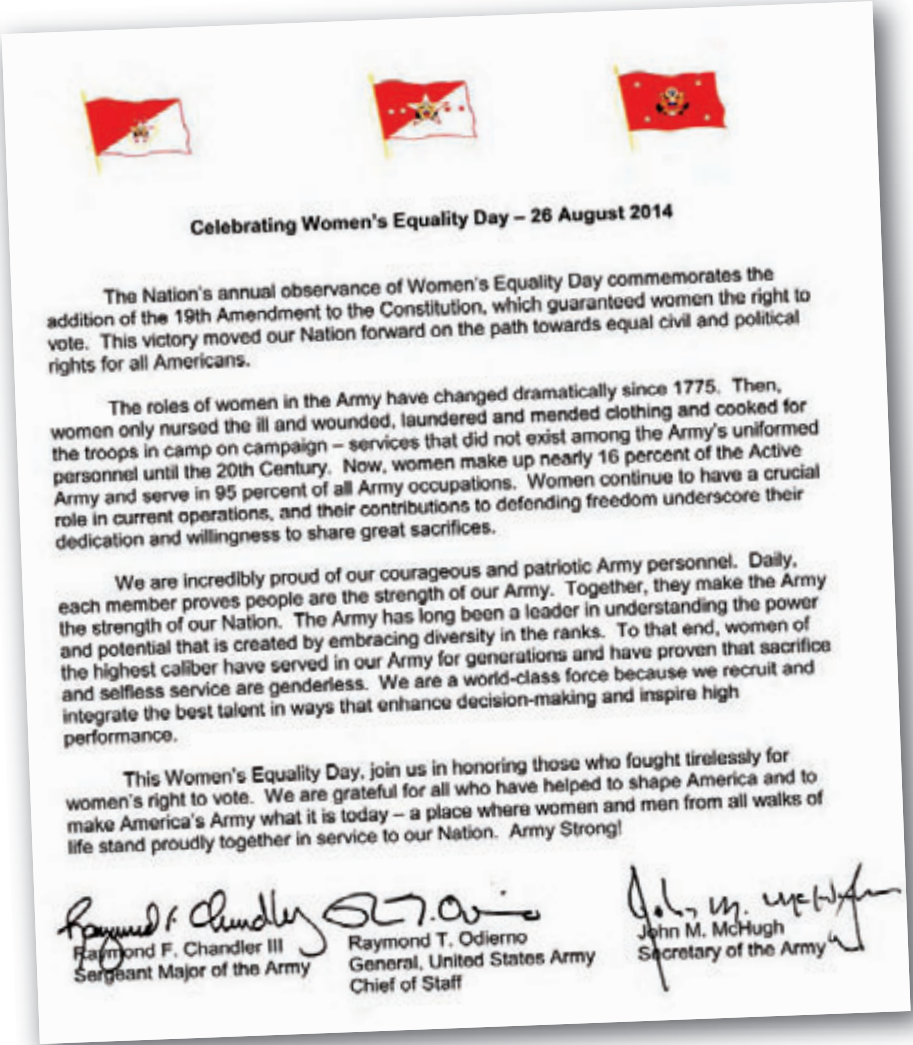 Celebrating Women's Equality Day – 26 August 2014
The Nation's annual observance of Women's Equality Day commemorates the
addition of the 19th Amendment to the Constitution, which guaranteed women the right to
vote. This victory moved our Nation forward on the path towards equal civil and political
rights for all Americans.
The roles of women in the Army have changed dramatically since 1775. Then,
women only nursed the ill and wounded, laundered and mended clothing and cooked for
the troops in camp on campaign – services that did not exist among the Army's uniformed
personnel until the 20th Century. Now, women make up nearly 16 percent of the Active
Army and serve in 95 percent of all Army occupations. Women continue to have a crucial
role in current operations, and their contributions to defending freedom underscore their
dedication and willingness to share great sacrifices.
We are incredibly proud of our courageous and patriotic Army personnel. Daily,
each member proves people are the strength of our Army. Together, they make the Army
the strength of our Nation. The Army has long been a leader in understanding the power
and potential that is created by embracing diversity in the ranks. To that end, women of
the highest caliber have served in our Army for generations and have proven that sacrifice
and selfless service are genderless. We are a world-class force because we recruit and
integrate the best talent in ways that enhance decision-making and inspire high
performance.
This Women's Equality Day, join us in honoring those who fought tirelessly for
women's right to vote. We are grateful for all who have helped to shape America and to
make America's Army what it is today – a place where women and men from all walks of
life stand proudly together in service to our Nation. Army Strong!
Raymond F. Chandler III
Sergeant Major of the Army
Raymond T. Odierno
General, United States Army
Chief of Staff
John M. McHugh
Secretary of the Army